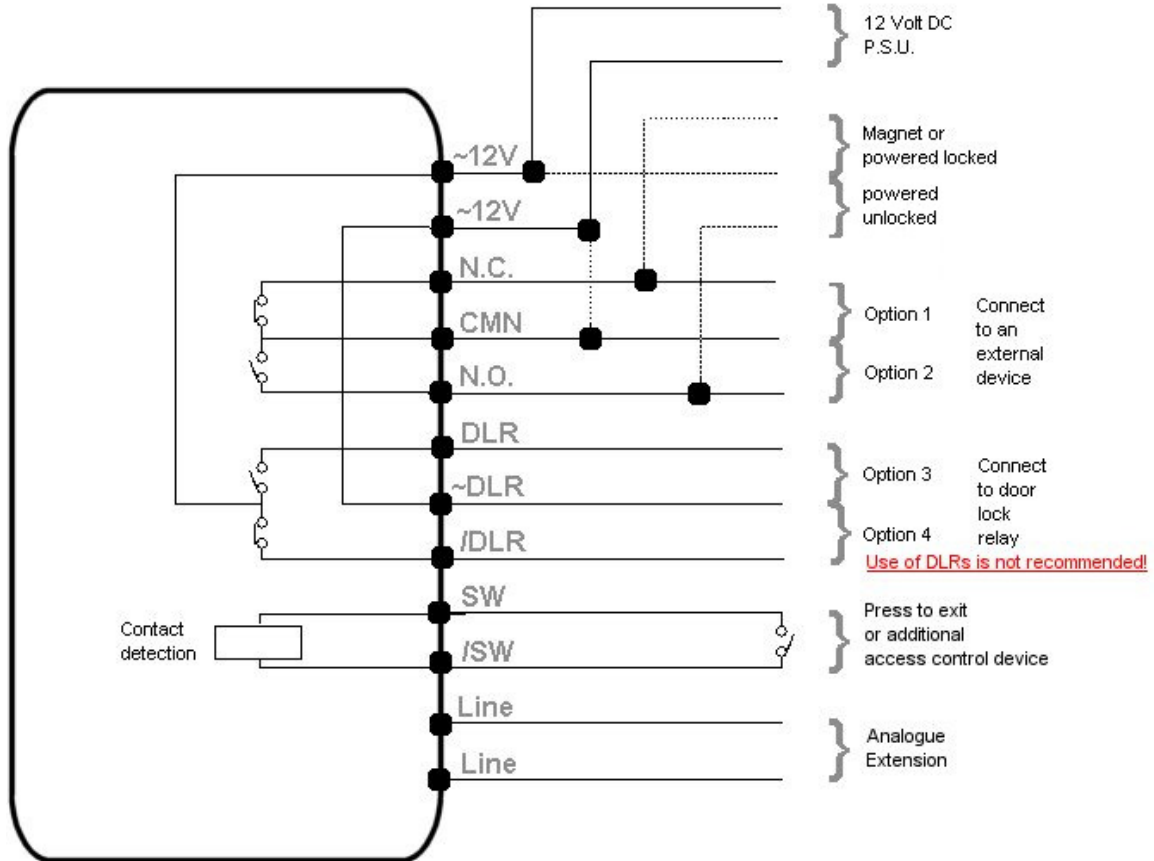 12 Volt DC
P.S.U.
Magnet or
powered locked
powered
unlocked
~12V
~12V
N.C.
CMN
N.O.
DLR
~DLR
/DLR
SW
/SW
Line
Line
Option 1
Option 2
Connect
to an
external
device
Option 3
Option 4
Connect
to door
lock
relay
Use of DLRs is not recommended!
Contact
detection
Press to exit
or additional
access control device
Analogue
Extension